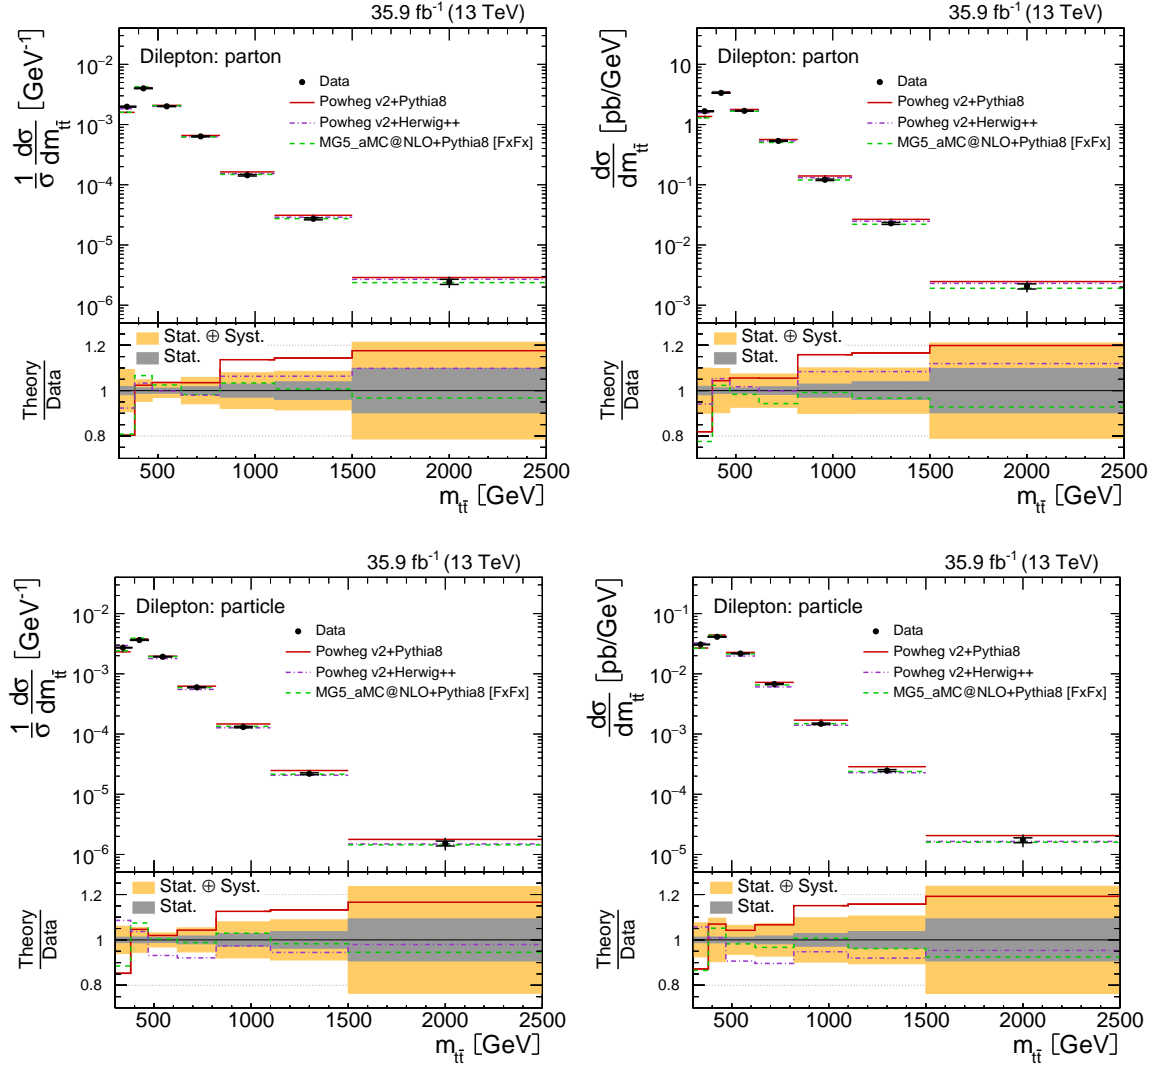 35.9 fb⁻¹ (13 TeV)
Dilepton: parton
Data
Powheg v2+Pythia8
Powheg v2+Herwig++
MG5_aMC@NLO+Pythia8 [FxFx]
1/σ dσ/dm_tt̄ [GeV⁻¹]
10⁻²
10⁻³
10⁻⁴
10⁻⁵
10⁻⁶
Stat. ⊕ Syst.
Stat.
Theory/Data
1.2
1
0.8
500 1000 1500 2000 2500
m_tt̄ [GeV]
35.9 fb⁻¹ (13 TeV)
Dilepton: parton
Data
Powheg v2+Pythia8
Powheg v2+Herwig++
MG5_aMC@NLO+Pythia8 [FxFx]
dσ/dm_tt̄ [pb/GeV]
10
1
10⁻¹
10⁻²
10⁻³
Stat. ⊕ Syst.
Stat.
Theory/Data
1.2
1
0.8
500 1000 1500 2000 2500
m_tt̄ [GeV]
35.9 fb⁻¹ (13 TeV)
Dilepton: particle
Data
Powheg v2+Pythia8
Powheg v2+Herwig++
MG5_aMC@NLO+Pythia8 [FxFx]
1/σ dσ/dm_tt̄ [GeV⁻¹]
10⁻²
10⁻³
10⁻⁴
10⁻⁵
10⁻⁶
Stat. ⊕ Syst.
Stat.
Theory/Data
1.2
1
0.8
500 1000 1500 2000 2500
m_tt̄ [GeV]
35.9 fb⁻¹ (13 TeV)
Dilepton: particle
Data
Powheg v2+Pythia8
Powheg v2+Herwig++
MG5_aMC@NLO+Pythia8 [FxFx]
dσ/dm_tt̄ [pb/GeV]
10⁻¹
10⁻²
10⁻³
10⁻⁴
10⁻⁵
Stat. ⊕ Syst.
Stat.
Theory/Data
1.2
1
0.8
500 1000 1500 2000 2500
m_tt̄ [GeV]